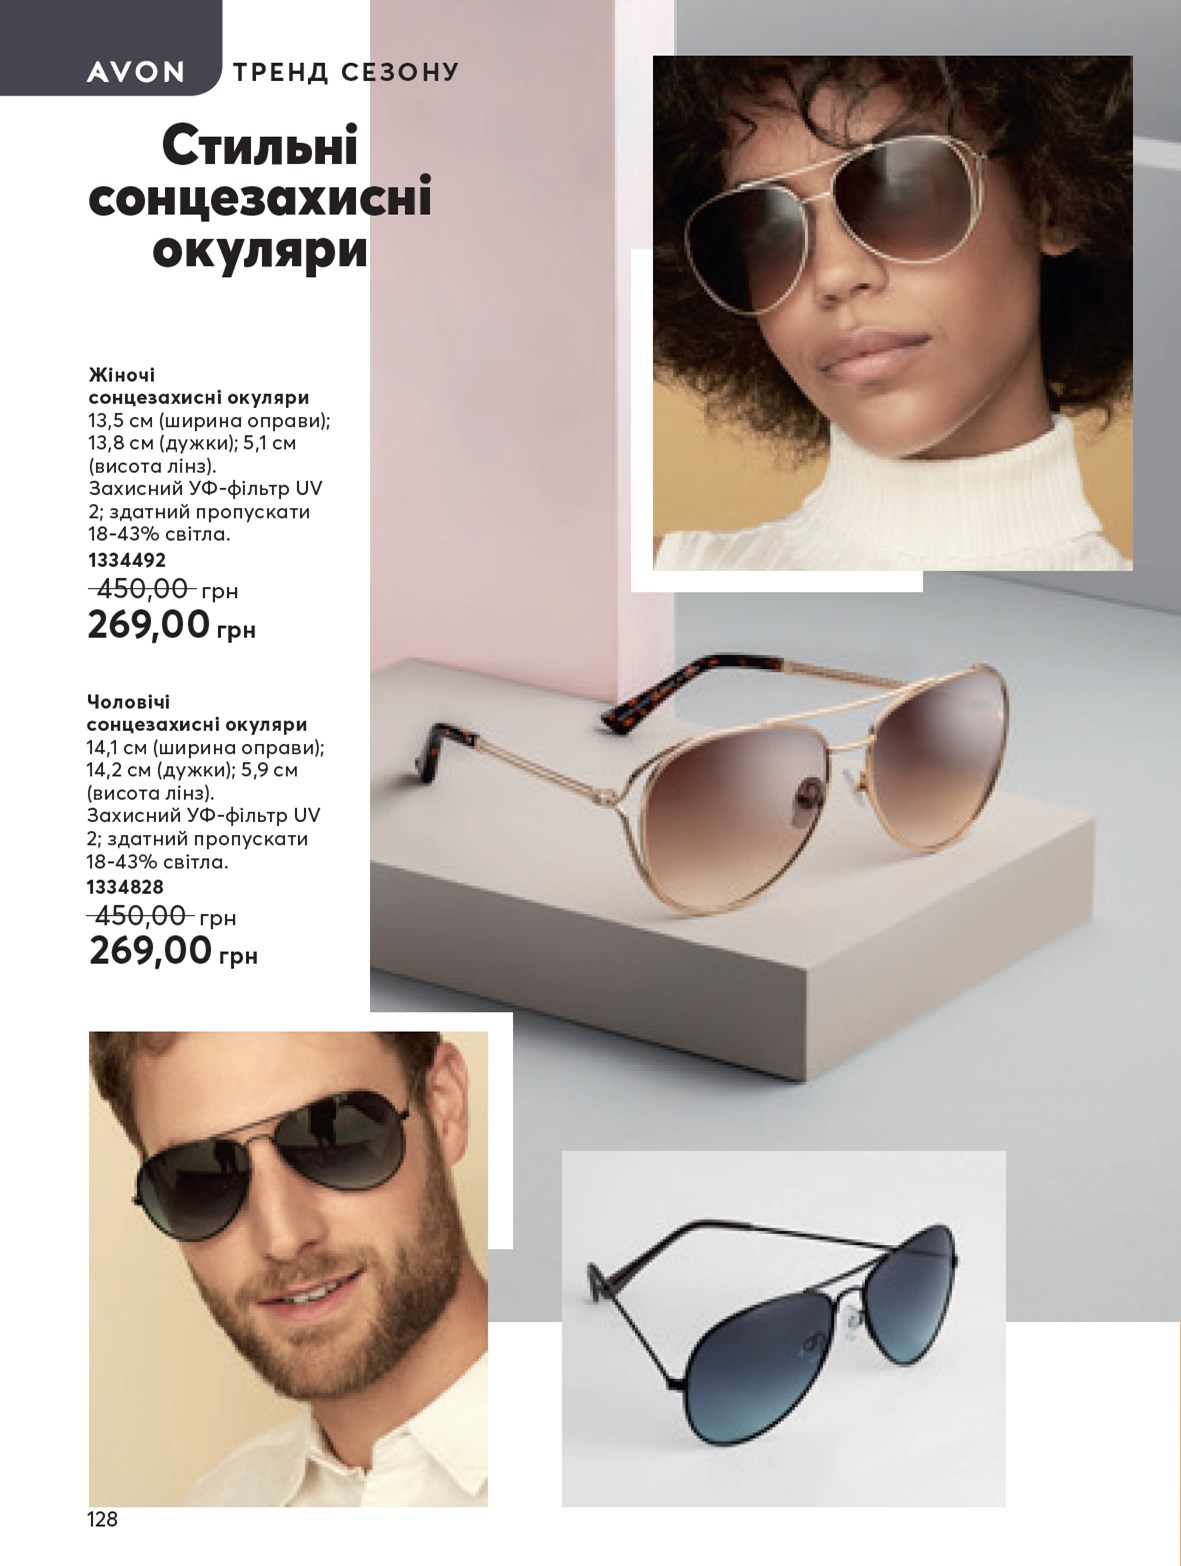 AVON ТРЕНД СЕЗОНУ
Стильні
сонцезахисні
окуляри
Жіночі
сонцезахисні окуляри
13,5 см (ширина оправи);
13,8 см (дужки); 5,1 см
(висота лінз).
Захисний УФ-фільтр UV
2; здатний пропускати
18-43% світла.
1334492
450,00 грн
269,00 грн
Чоловічі
сонцезахисні окуляри
14,1 см (ширина оправи);
14,2 см (дужки); 5,9 см
(висота лінз).
Захисний УФ-фільтр UV
2; здатний пропускати
18-43% світла.
1334828
450,00 грн
269,00 грн
128